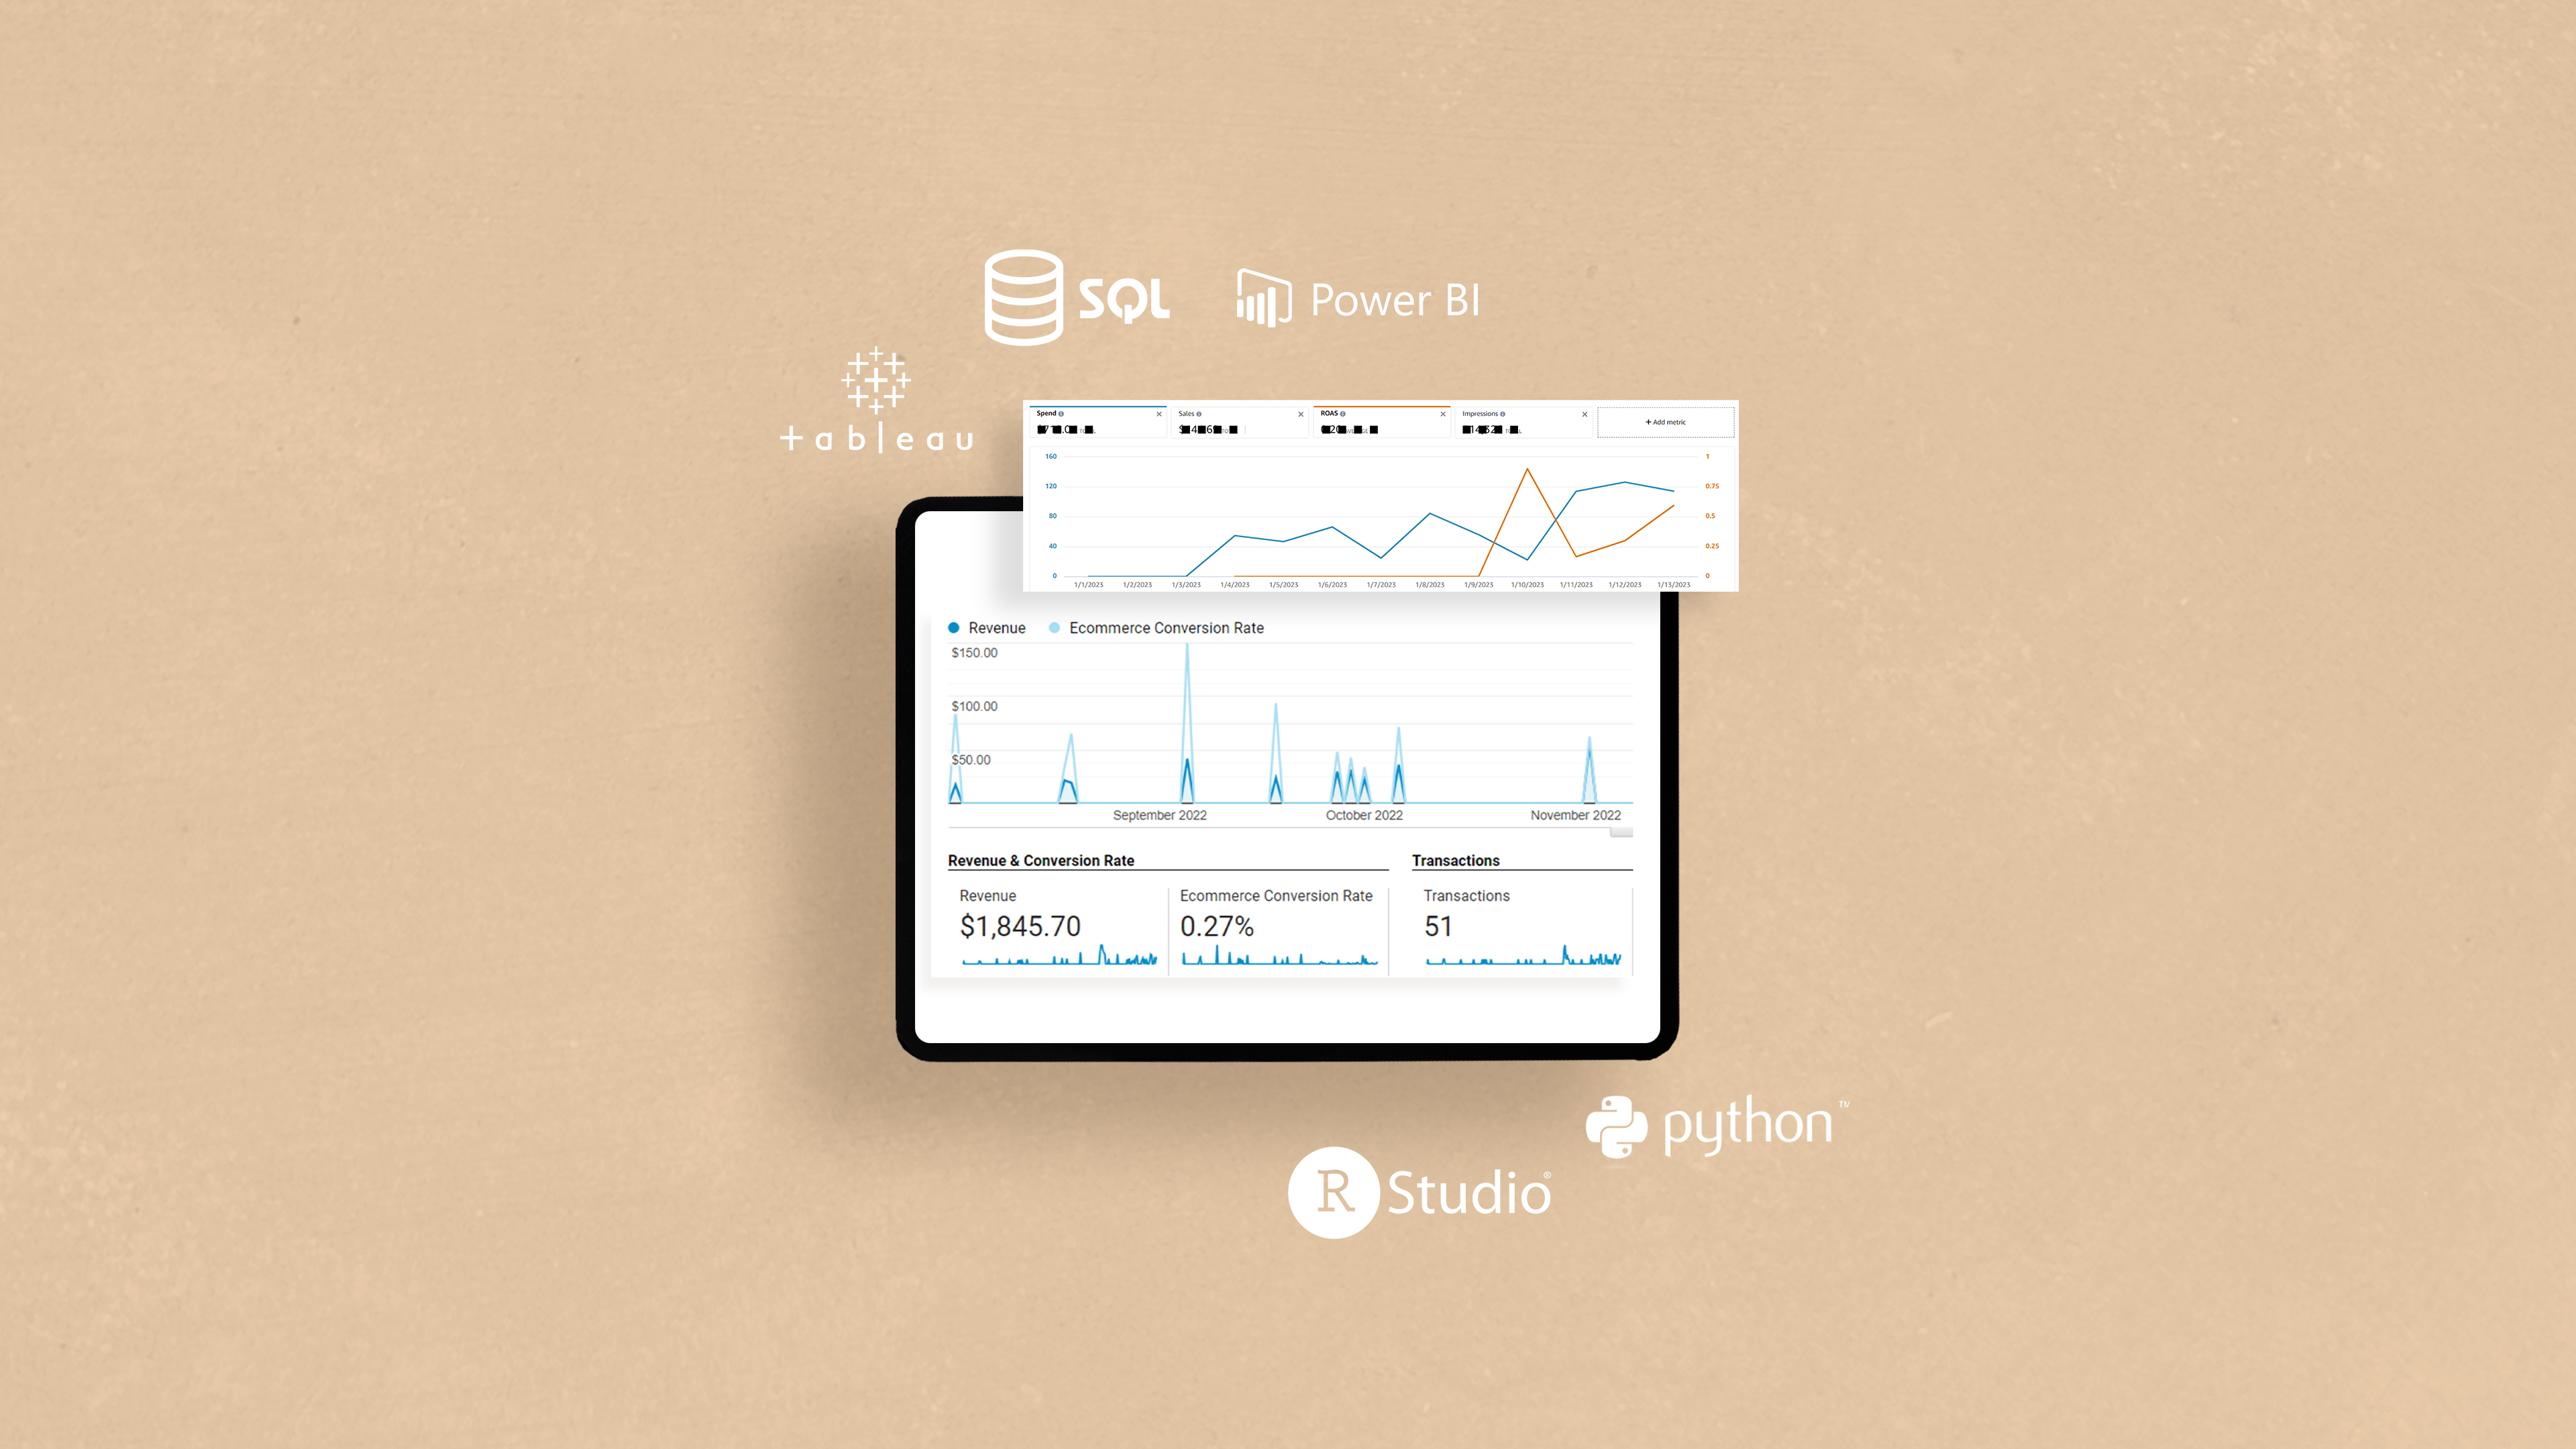 SQL
Power BI
+ a b | e a u
Spend
Sales
ROAS
Impressions
+ Add metric
160
1
120
0.75
80
0.5
40
0.25
0
0
1/1/2023 1/2/2023 1/3/2023 1/4/2023 1/5/2023 1/6/2023 1/7/2023 1/8/2023 1/9/2023 1/10/2023 1/11/2023 1/12/2023 1/13/2023
Revenue Ecommerce Conversion Rate
$150.00
$100.00
$50.00
September 2022 October 2022 November 2022
Revenue & Conversion Rate
Transactions
Revenue
Ecommerce Conversion Rate
Transactions
$1,845.70
0.27%
51
python™
R Studio®